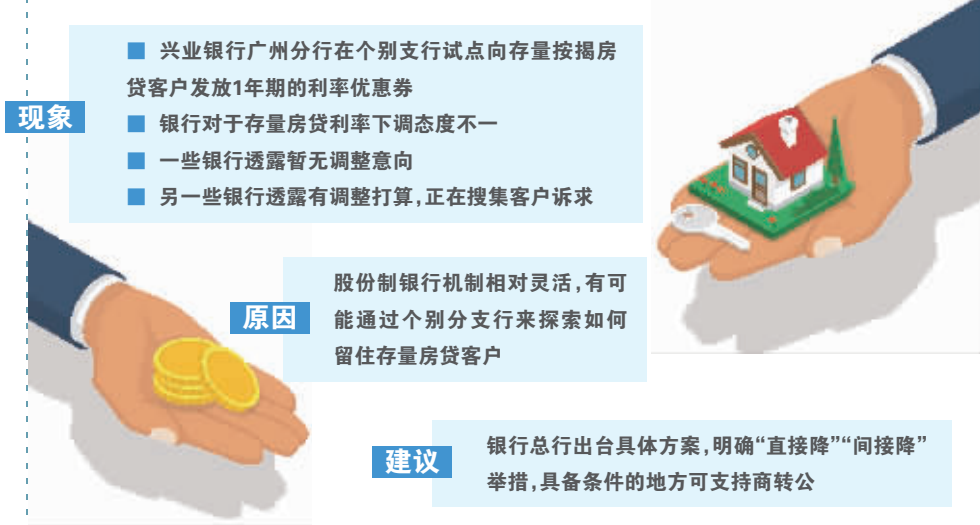 现象
■ 兴业银行广州分行在个别支行试点向存量按揭房
贷客户发放1年期的利率优惠券
■ 银行对于存量房贷利率下调态度不一
■ 一些银行透露暂无调整意向
■ 另一些银行透露有调整打算,正在搜集客户诉求
原因
股份制银行机制相对灵活,有可
能通过个别分支行来探索如何
留住存量房贷客户
建议
银行总行出台具体方案,明确“直接降”“间接降”
举措,具备条件的地方可支持商转公